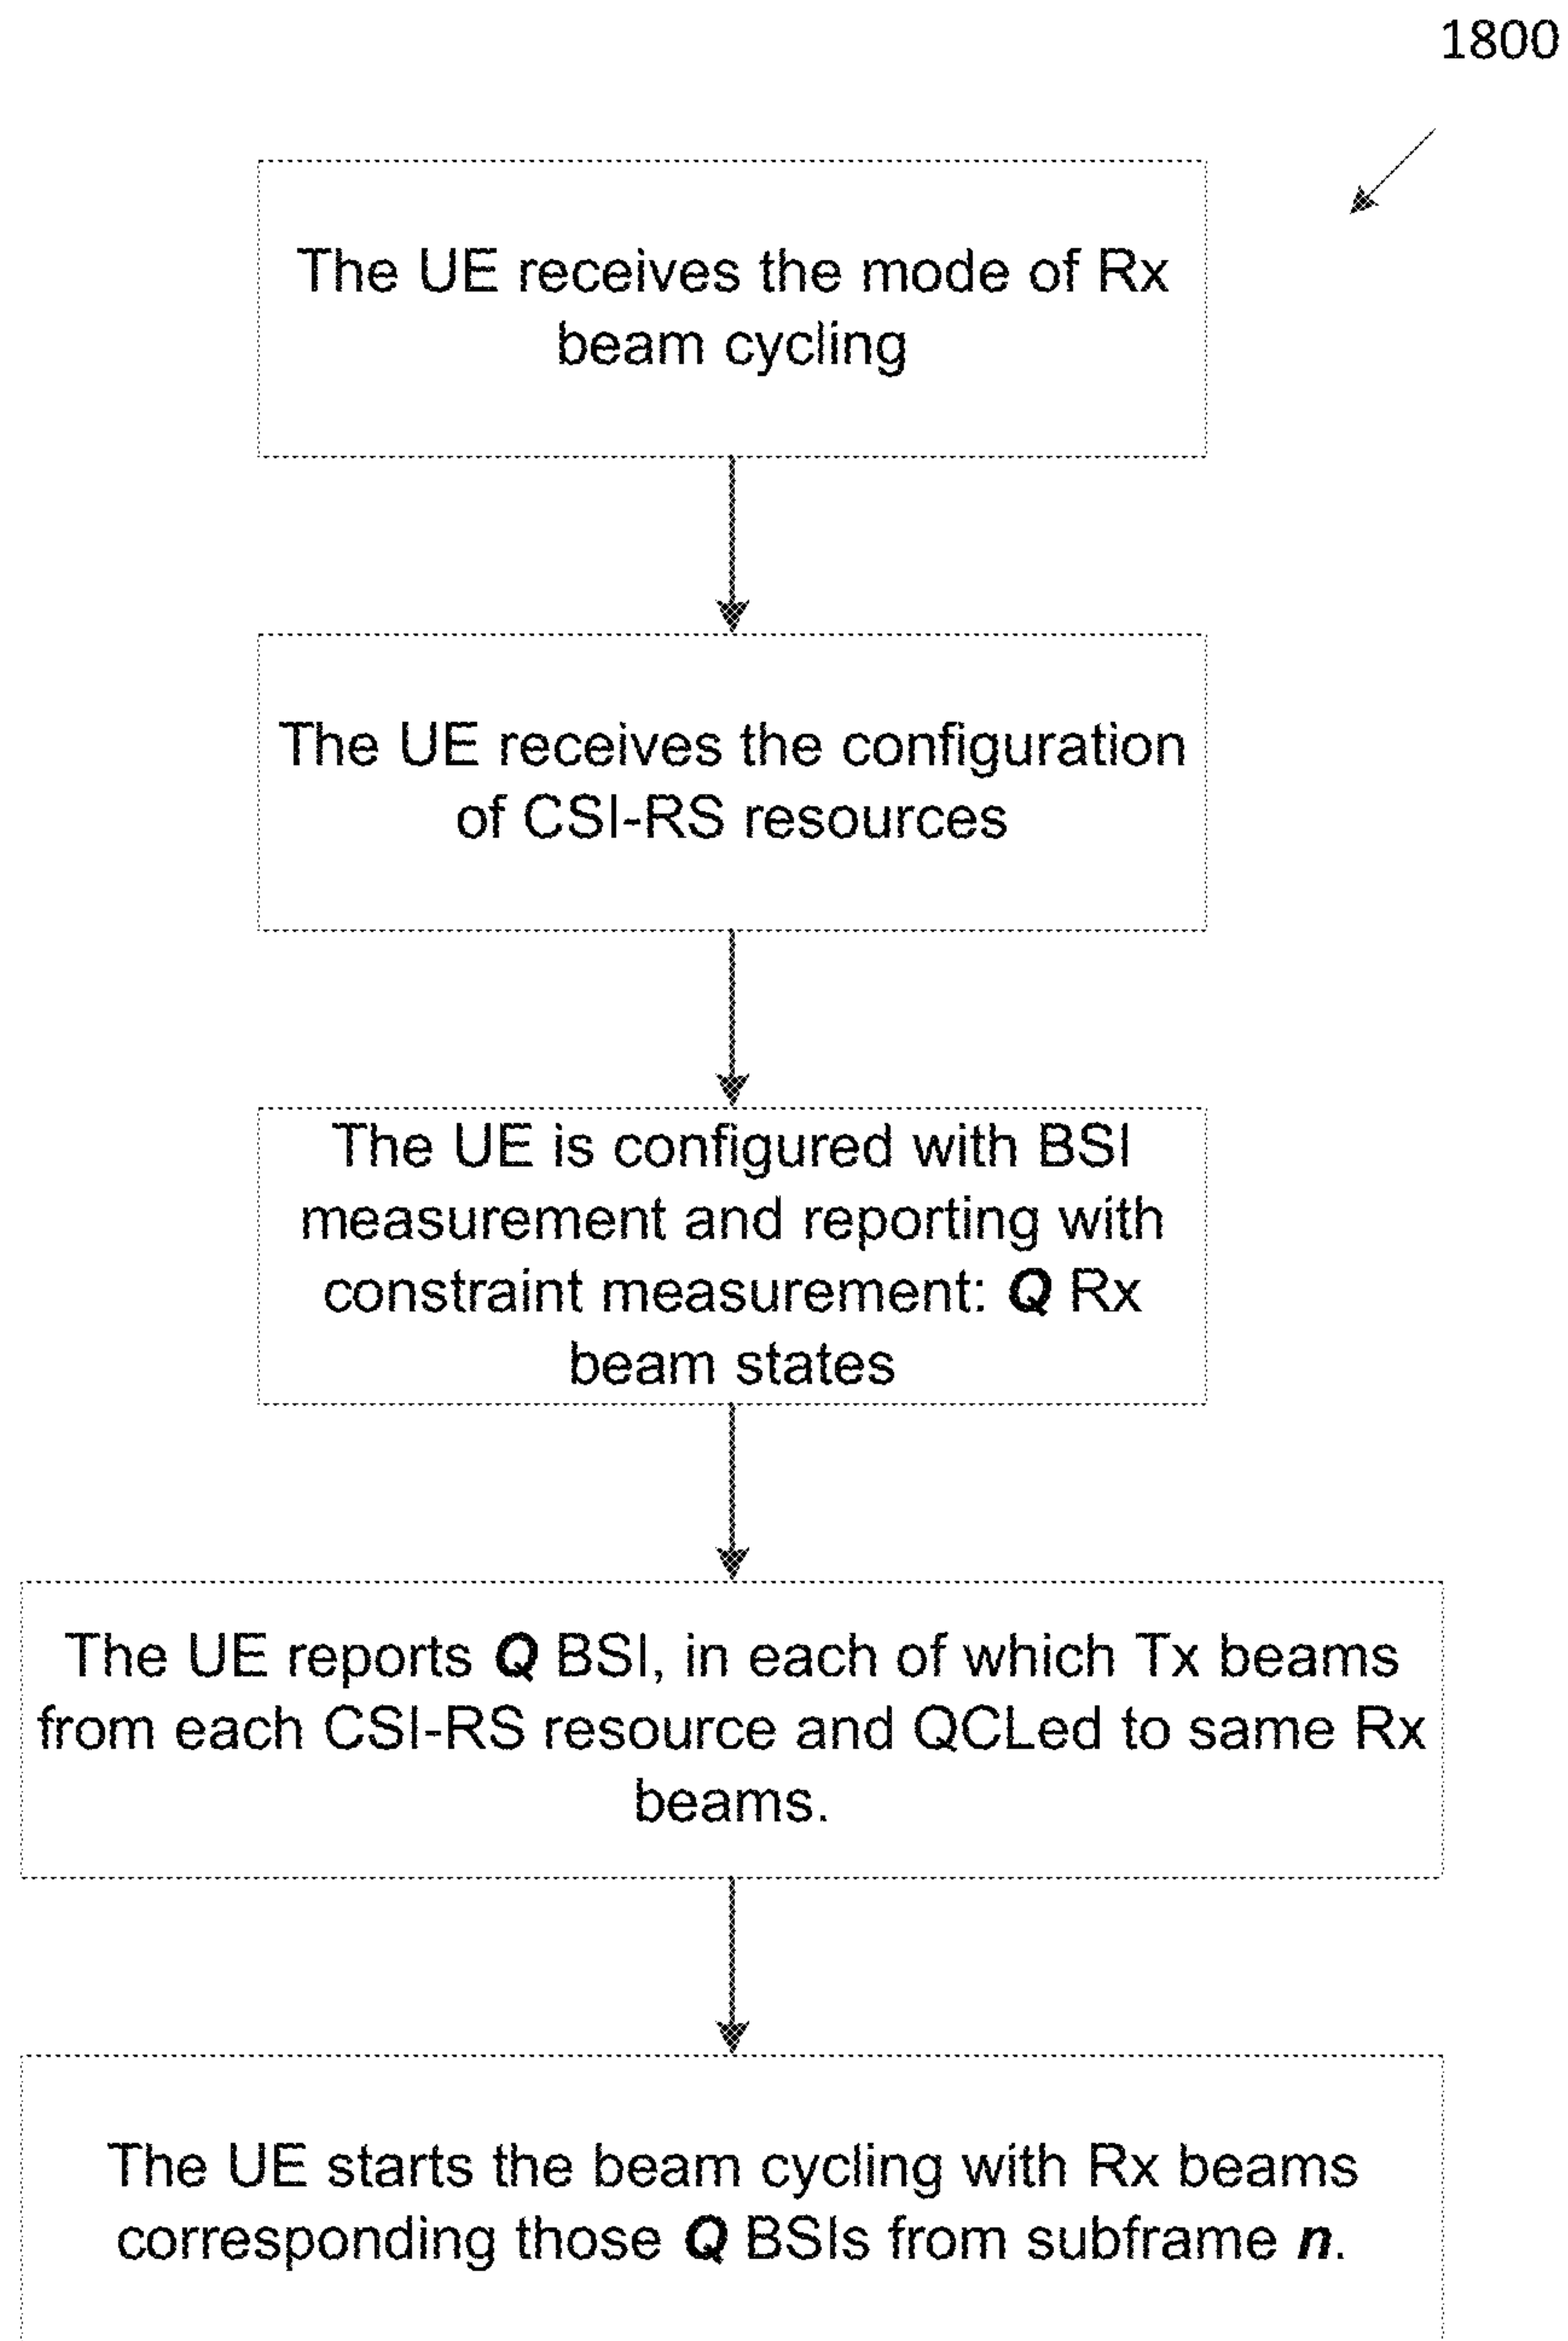 1800
The UE receives the mode of Rx
beam cycling
The UE receives the configuration
of CSI-RS resources
The UE is configured with BSI
measurement and reporting with
constraint measurement: Q Rx
beam states
The UE reports Q BSI, in each of which Tx beams
from each CSI-RS resource and QCLed to same Rx
beams.
The UE starts the beam cycling with Rx beams
corresponding those Q BSIs from subframe n.